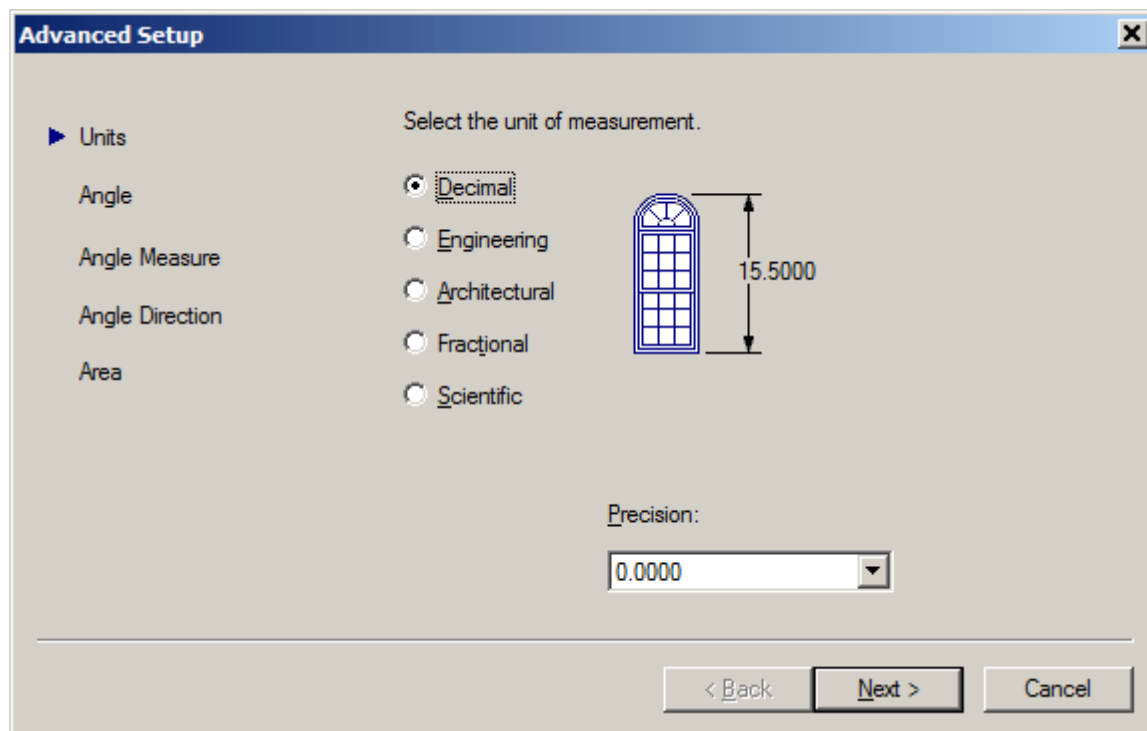 Advanced Setup
Units
Angle
Angle Measure
Angle Direction
Area
Select the unit of measurement.
Decimal
Engineering
Architectural
Fractional
Scientific
15.5000
Precision:
0.0000
< Back
Next >
Cancel